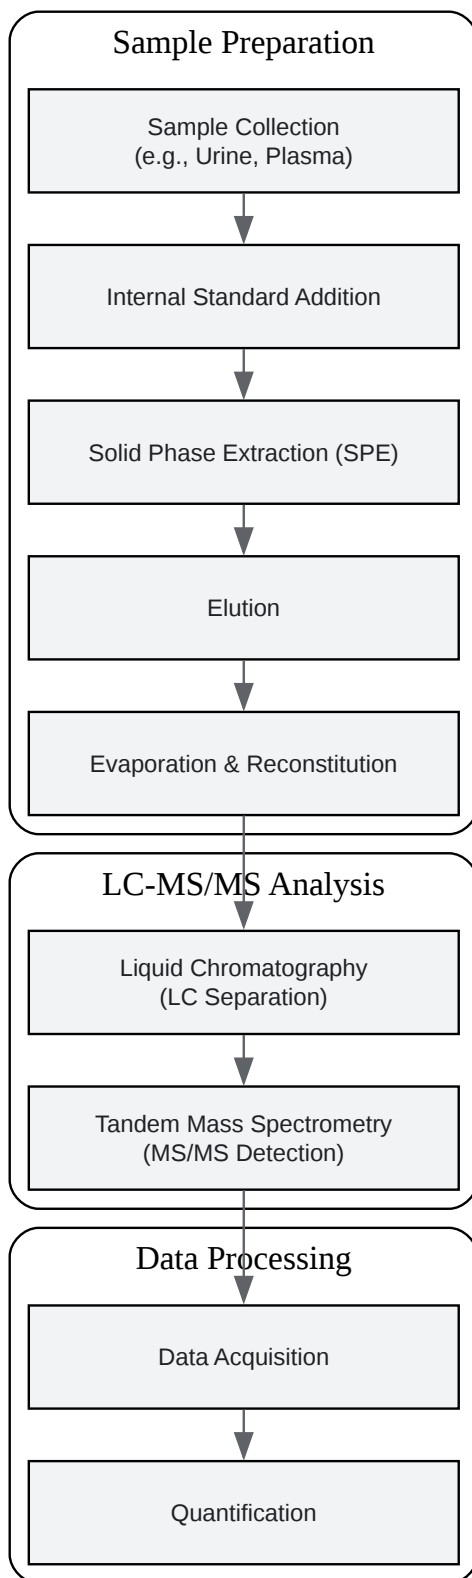 Sample Preparation
Sample Collection
(e.g., Urine, Plasma)
Internal Standard Addition
Solid Phase Extraction (SPE)
Elution
Evaporation & Reconstitution
LC-MS/MS Analysis
Liquid Chromatography
(LC Separation)
Tandem Mass Spectrometry
(MS/MS Detection)
Data Processing
Data Acquisition
Quantification